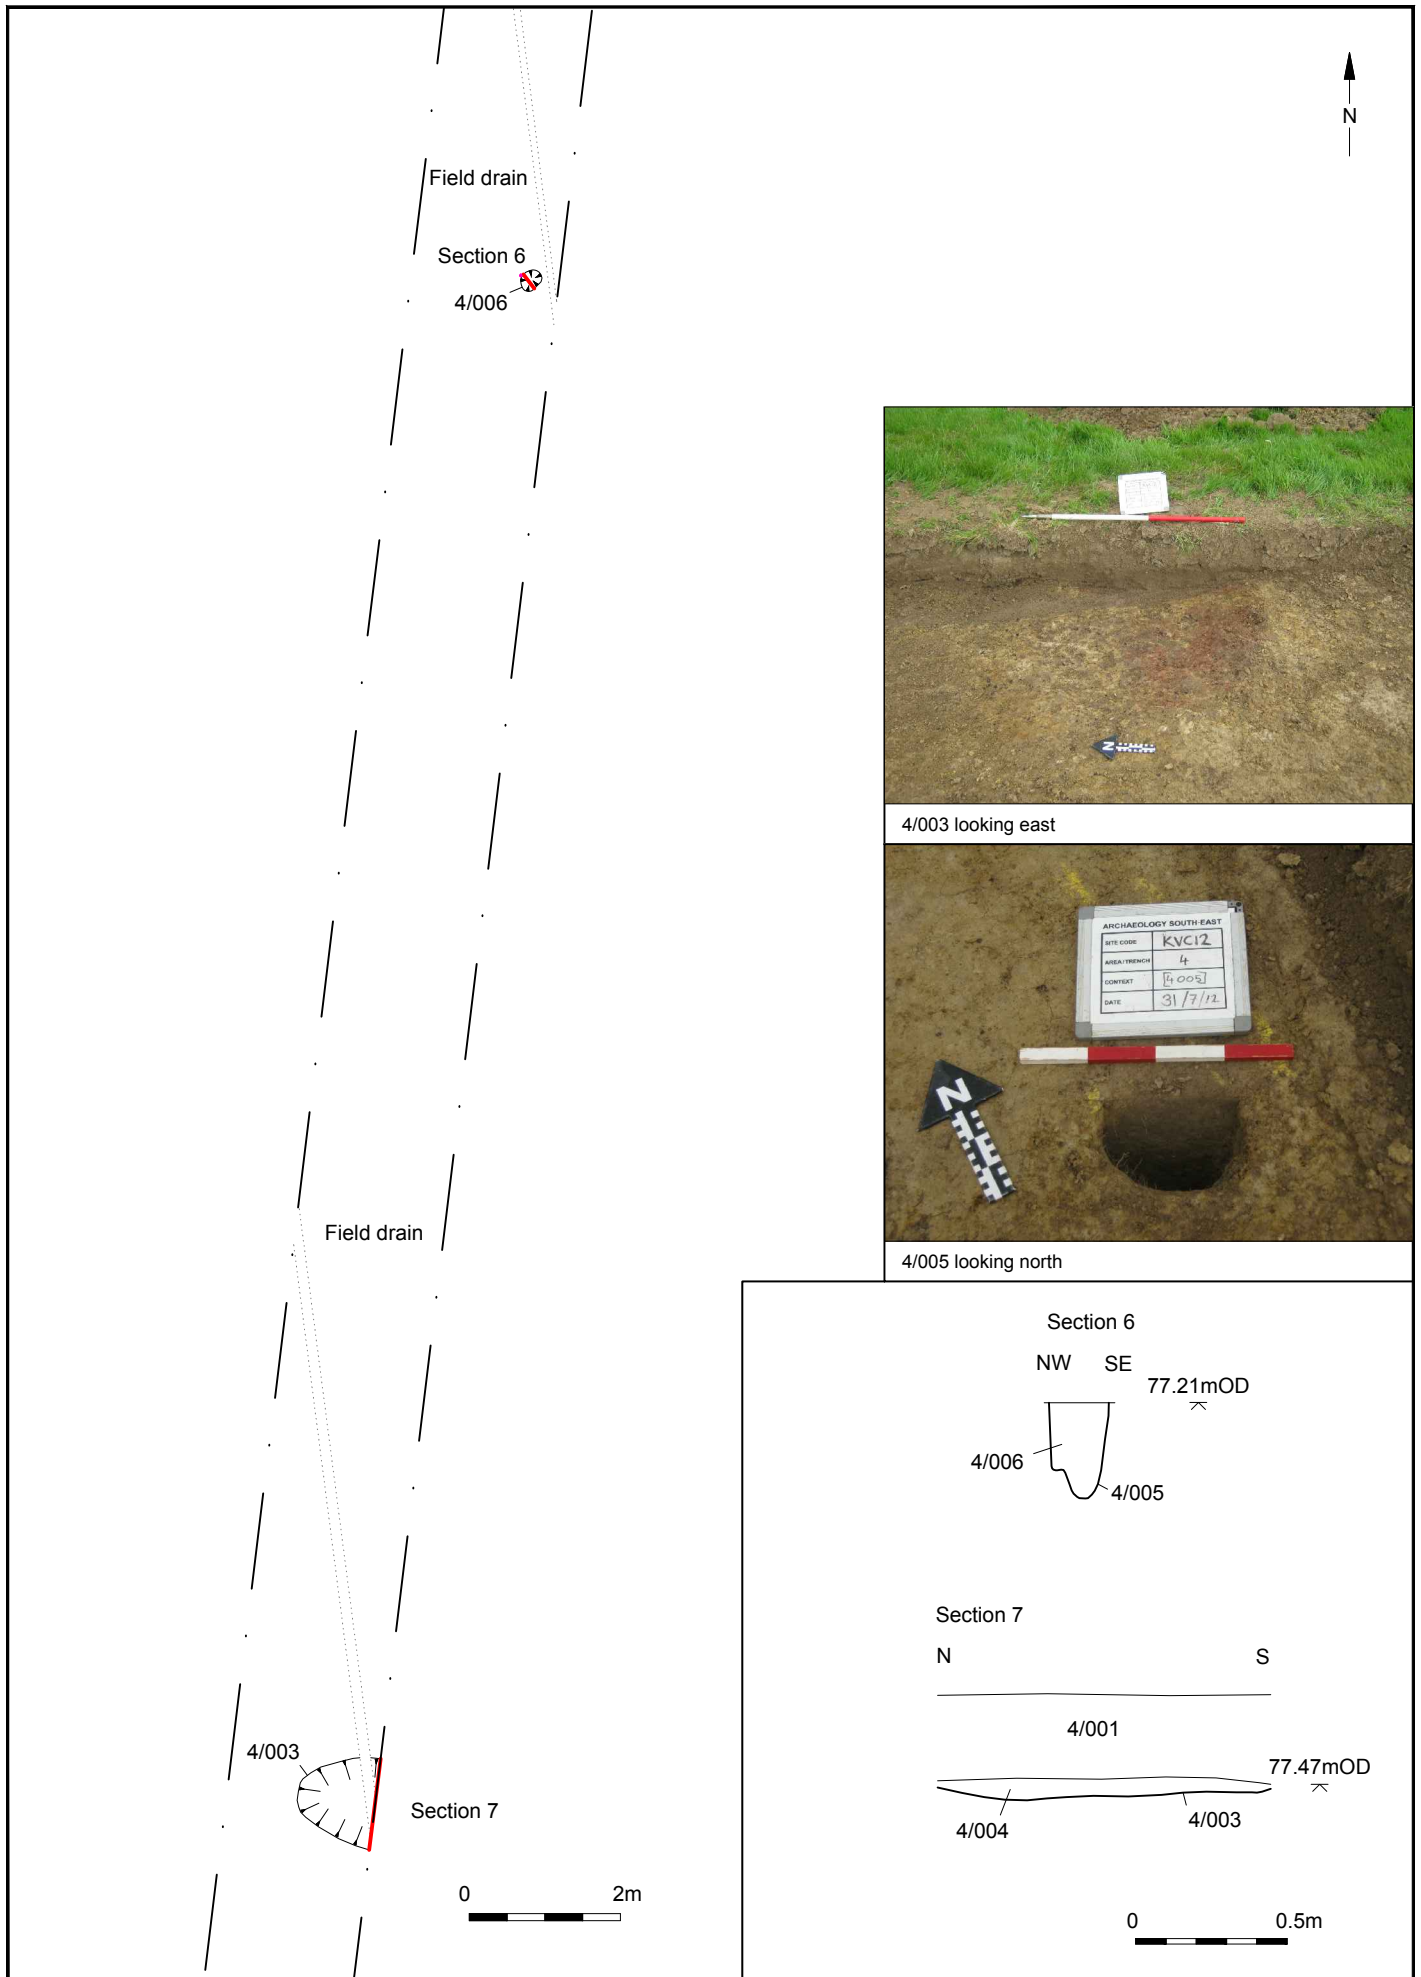 N
Field drain
Section 6
4/006
4/003 looking east
N
ARCHAEOLOGY SOUTH-EAST
SITE CODE KVC12
AREA/TRENCH 4
CONTEXT [4005]
DATE 31/7/12
N
4/005 looking north
Field drain
4/003
Section 7
0 2m
Section 6
NW SE
77.21mOD
4/006
4/005
Section 7
N S
4/001
77.47mOD
4/004
4/003
0 0.5m